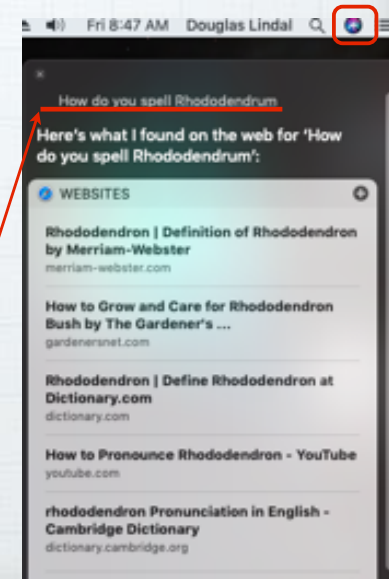 Fri 8:47 AM Douglas Lindal
How do you spell Rhododendrum
Here's what I found on the web for 'How
do you spell Rhododendrum':
WEBSITES
Rhododendron | Definition of Rhododendron
by Merriam-Webster
merriam-webster.com
How to Grow and Care for Rhododendron
Bush by The Gardener's ...
gardenersnet.com
Rhododendron | Define Rhododendron at
Dictionary.com
dictionary.com
How to Pronounce Rhododendron - YouTube
youtube.com
rhododendron Pronunciation in English -
Cambridge Dictionary
dictionary.cambridge.org